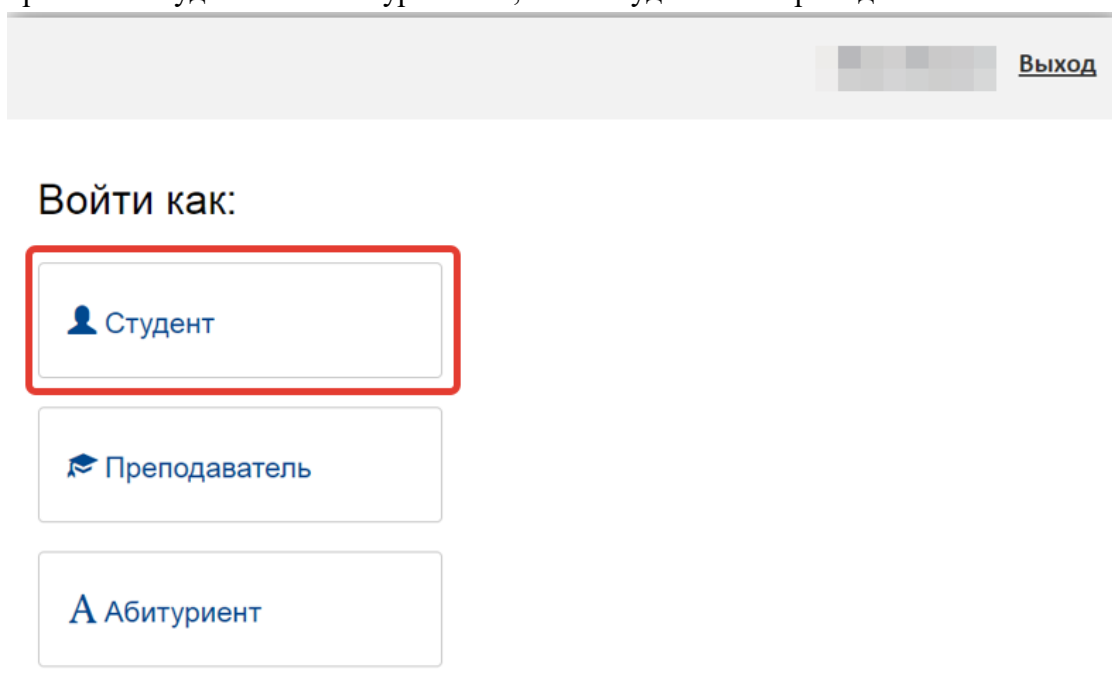 Выход
Войти как:
Студент
Преподаватель
Абитуриент